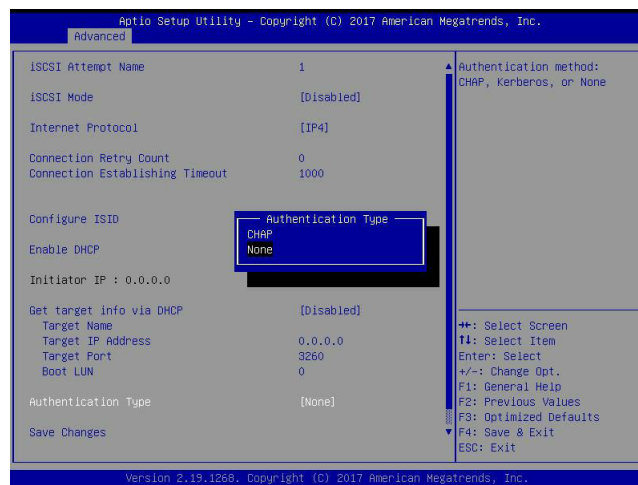 Aptio Setup Utility - Copyright (C) 2017 American Megatrends, Inc.
Advanced
iSCSI Attempt Name 1
iSCSI Mode [Disabled]
Internet Protocol [IP4]
Connection Retry Count 0
Connection Establishing Timeout 1000
Configure ISID
Enable DHCP
Initiator IP : 0.0.0.0
Get target info via DHCP [Disabled]
Target Name
Target IP Address 0.0.0.0
Target Port 3260
Boot LUN 0
Authentication Type [None]
Save Changes
Authentication Type
CHAP
None
Authentication method:
CHAP, Kerberos, or None
→←: Select Screen
↑↓: Select Item
Enter: Select
+/-: Change Opt.
F1: General Help
F2: Previous Values
F3: Optimized Defaults
F4: Save & Exit
ESC: Exit
Version 2.19.1268. Copyright (C) 2017 American Megatrends, Inc.